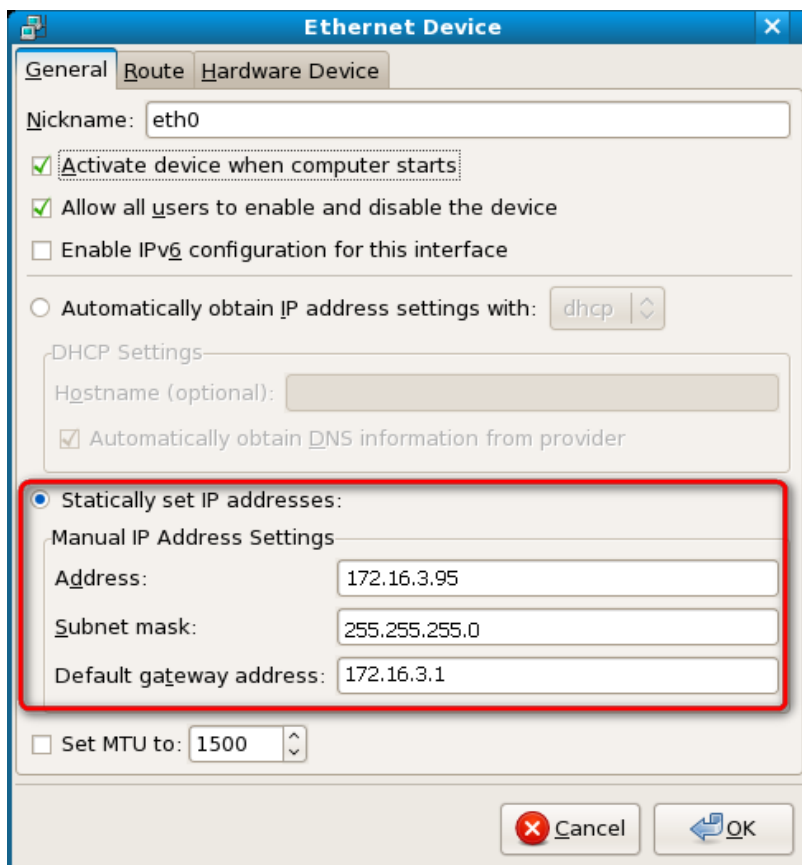 Ethernet Device
General Route Hardware Device
Nickname: eth0
Activate device when computer starts
Allow all users to enable and disable the device
Enable IPv6 configuration for this interface
Automatically obtain IP address settings with: dhcp
DHCP Settings
Hostname (optional):
Automatically obtain DNS information from provider
Statically set IP addresses:
Manual IP Address Settings
Address: 172.16.3.95
Subnet mask: 255.255.255.0
Default gateway address: 172.16.3.1
Set MTU to: 1500
Cancel OK